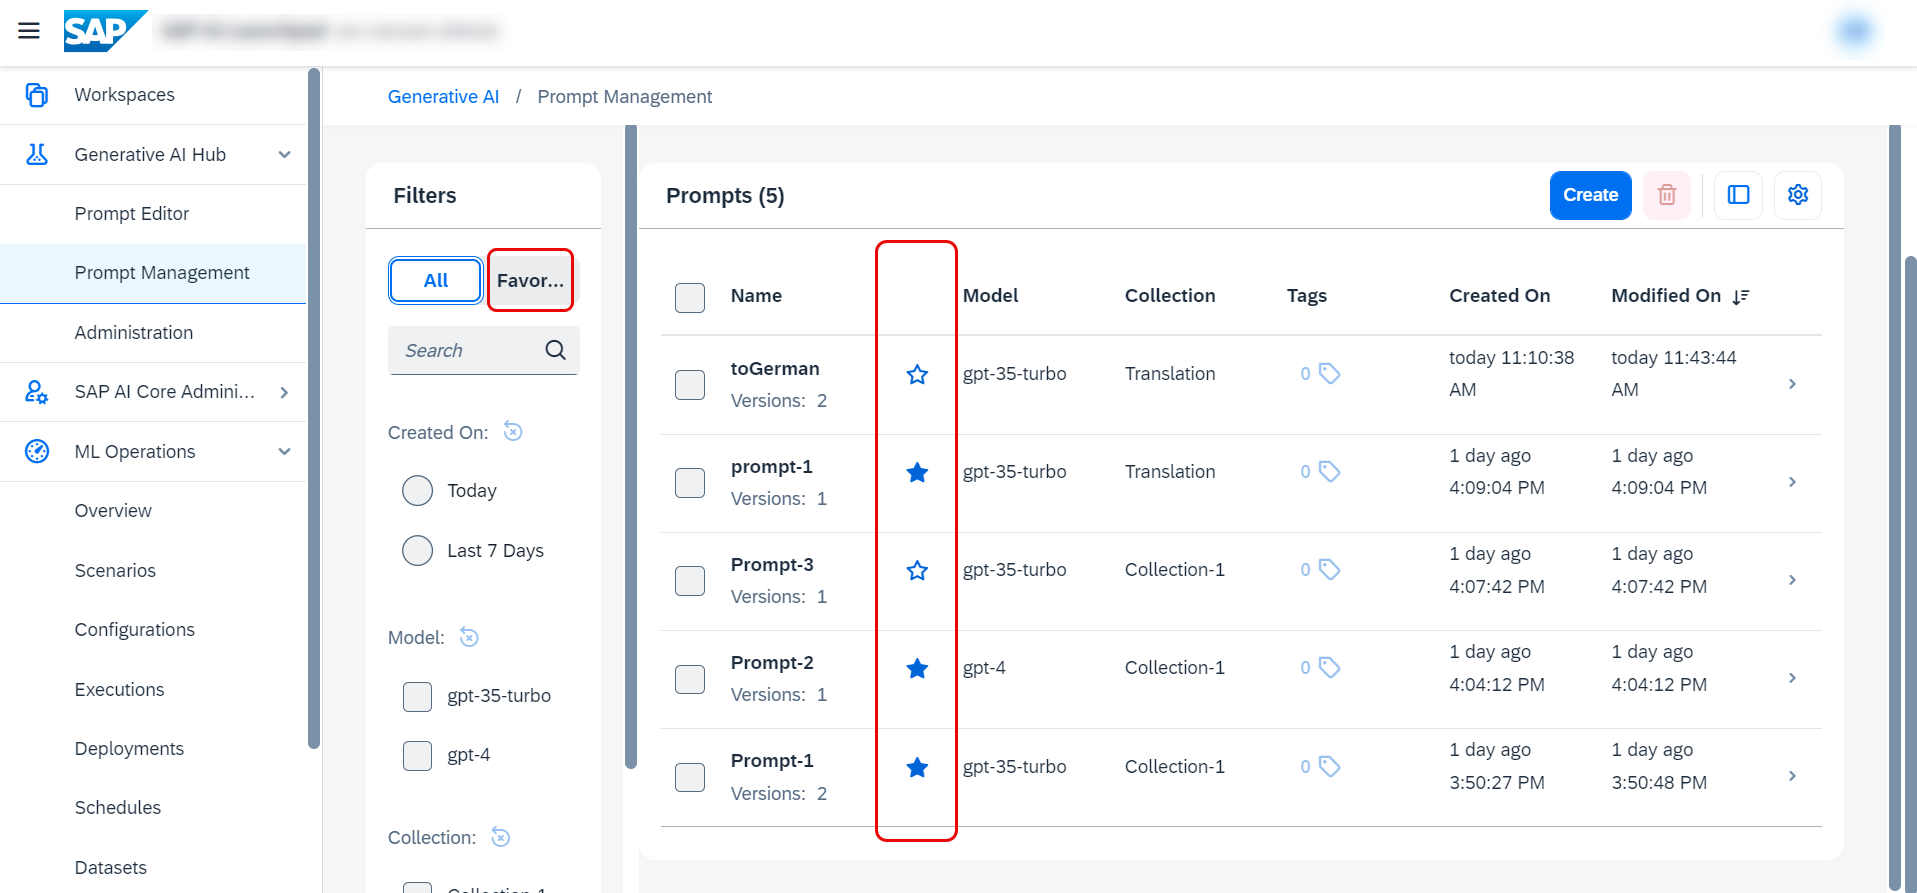 SAP
Workspaces
Generative AI Hub
Prompt Editor
Prompt Management
Administration
SAP AI Core Admini...
ML Operations
Overview
Scenarios
Configurations
Executions
Deployments
Schedules
Datasets
Generative AI / Prompt Management
Filters
All Favor...
Search
Created On:
Today
Last 7 Days
Model:
gpt-35-turbo
gpt-4
Collection:
Collection-1
Prompts (5)
Create
Name Model Collection Tags Created On Modified On
toGerman gpt-35-turbo Translation 0 today 11:10:38 today 11:43:44
Versions: 2 AM AM
prompt-1 gpt-35-turbo Translation 0 1 day ago 1 day ago
Versions: 1 4:09:04 PM 4:09:04 PM
Prompt-3 gpt-35-turbo Collection-1 0 1 day ago 1 day ago
Versions: 1 4:07:42 PM 4:07:42 PM
Prompt-2 gpt-4 Collection-1 0 1 day ago 1 day ago
Versions: 1 4:04:12 PM 4:04:12 PM
Prompt-1 gpt-35-turbo Collection-1 0 1 day ago 1 day ago
Versions: 2 3:50:27 PM 3:50:48 PM